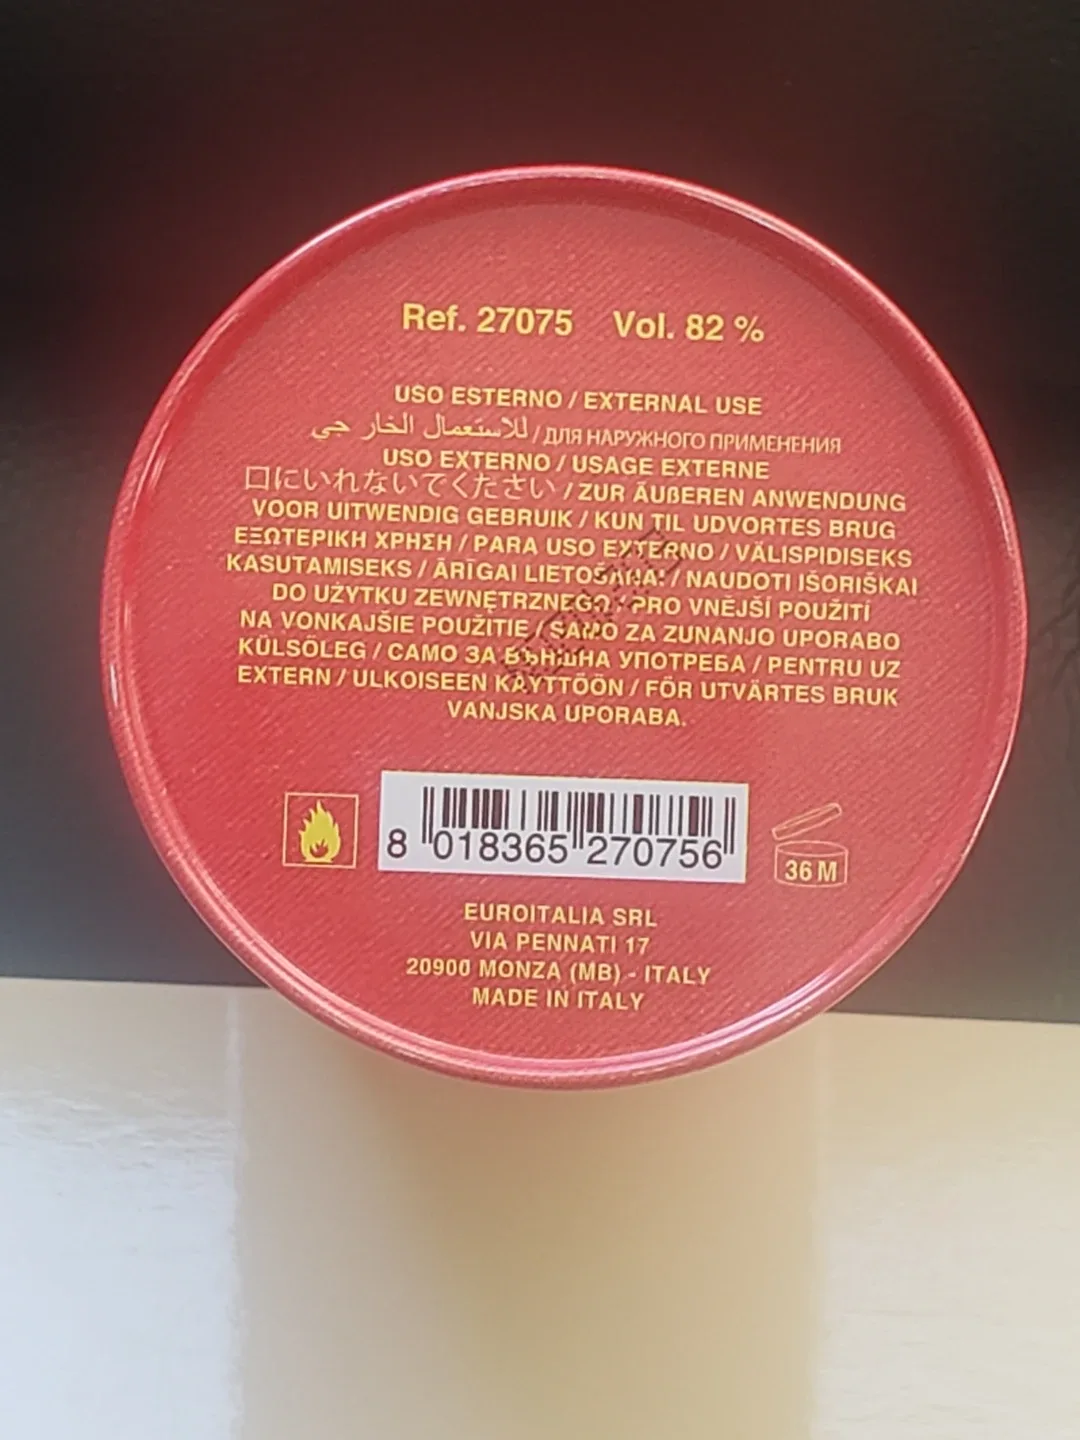 Ref. 27075 Vol. 82 %
USO ESTERNO / EXTERNAL USE
للاستعمال الخار جي / ДЛЯ НАРУЖНОГО ПРИМЕНЕНИЯ
USO EXTERNO / USAGE EXTERNE
口にいれないてください / ZUR ÄUßEREN ANWENDUNG
VOOR UITWENDIG GEBRUIK / KUN TIL UDVORTES BRUG
ΕΞΩΤΕΡΙΚΗ ΧΡΗΣΗ / PARA USO EXTERNO / VÄLISPIDISEKS
KASUTAMISEKS / ĀRĪGAI LIETOŠANAI / NAUDOTI IŠORIŠKAI
DO UŻYTKU ZEWNĘTRZNEGO / PRO VNĚJŠÍ POUŽITÍ
NA VONKAJŠIE POUŽITIE / SAMO ZA ZUNANJO UPORABO
KÜLSÖLEG / САМО ЗА ВЪНШНА УПОТРЕБА / PENTRU UZ
EXTERN / ULKOISEEN KÄYTTÖÖN / FÖR UTVÄRTES BRUK
VANJSKA UPORABA.
8 018365 270756
36 M
EUROITALIA SRL
VIA PENNATI 17
20900 MONZA (MB) - ITALY
MADE IN ITALY